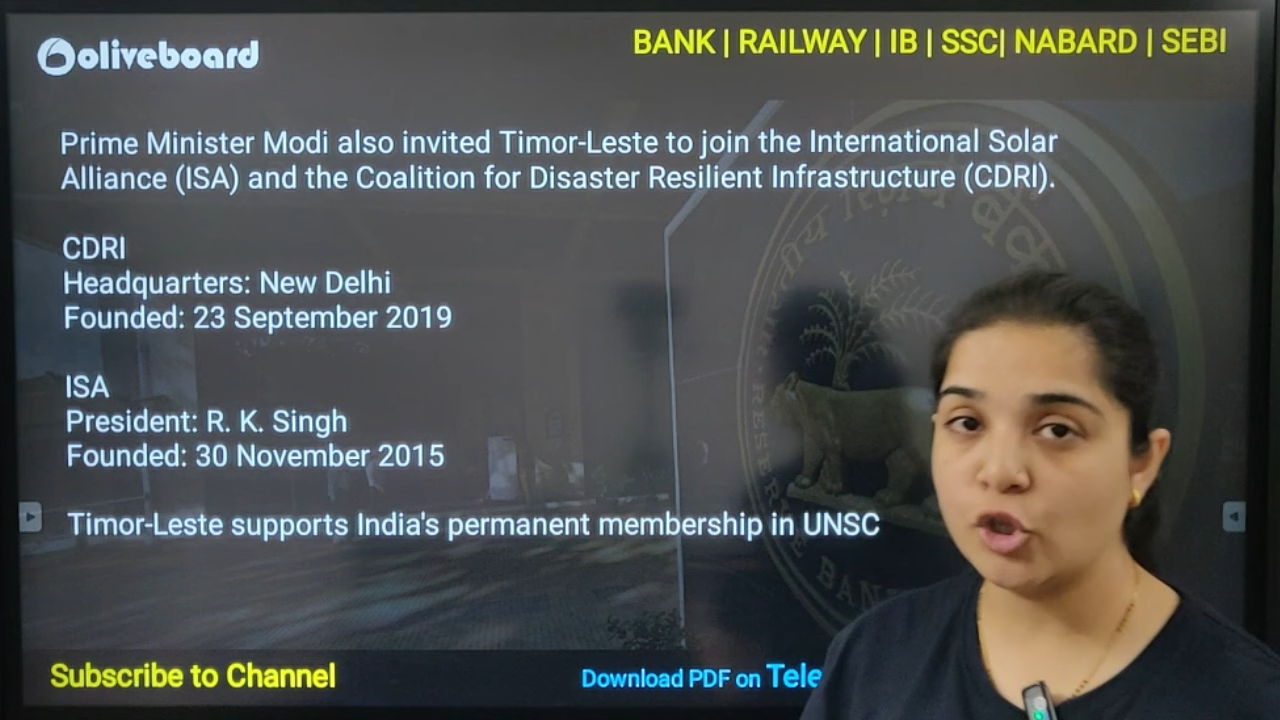 oliveboard
BANK | RAILWAY | IB | SSC| NABARD | SEBI
Prime Minister Modi also invited Timor-Leste to join the International Solar
Alliance (ISA) and the Coalition for Disaster Resilient Infrastructure (CDRI).
CDRI
Headquarters: New Delhi
Founded: 23 September 2019
ISA
President: R. K. Singh
Founded: 30 November 2015
Timor-Leste supports India's permanent membership in UNSC
Subscribe to Channel
Download PDF on Tele